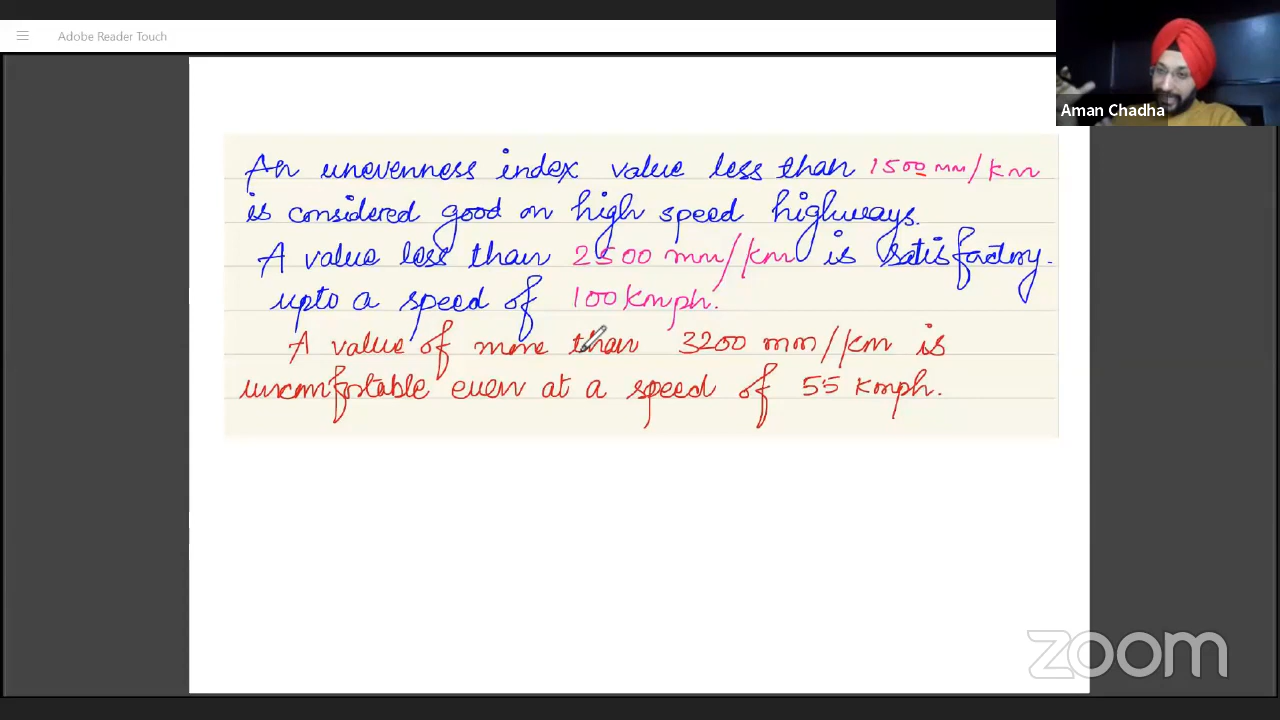 Adobe Reader Touch
Aman Chadha
An unevenness index value less than 1500 mm/km
is considered good on high speed highways.
A value less than 2500 mm/km is satisfactory.
upto a speed of 100 kmph.
A value of more than 3200 mm/km is
uncomfortable even at a speed of 55 kmph.
zoom